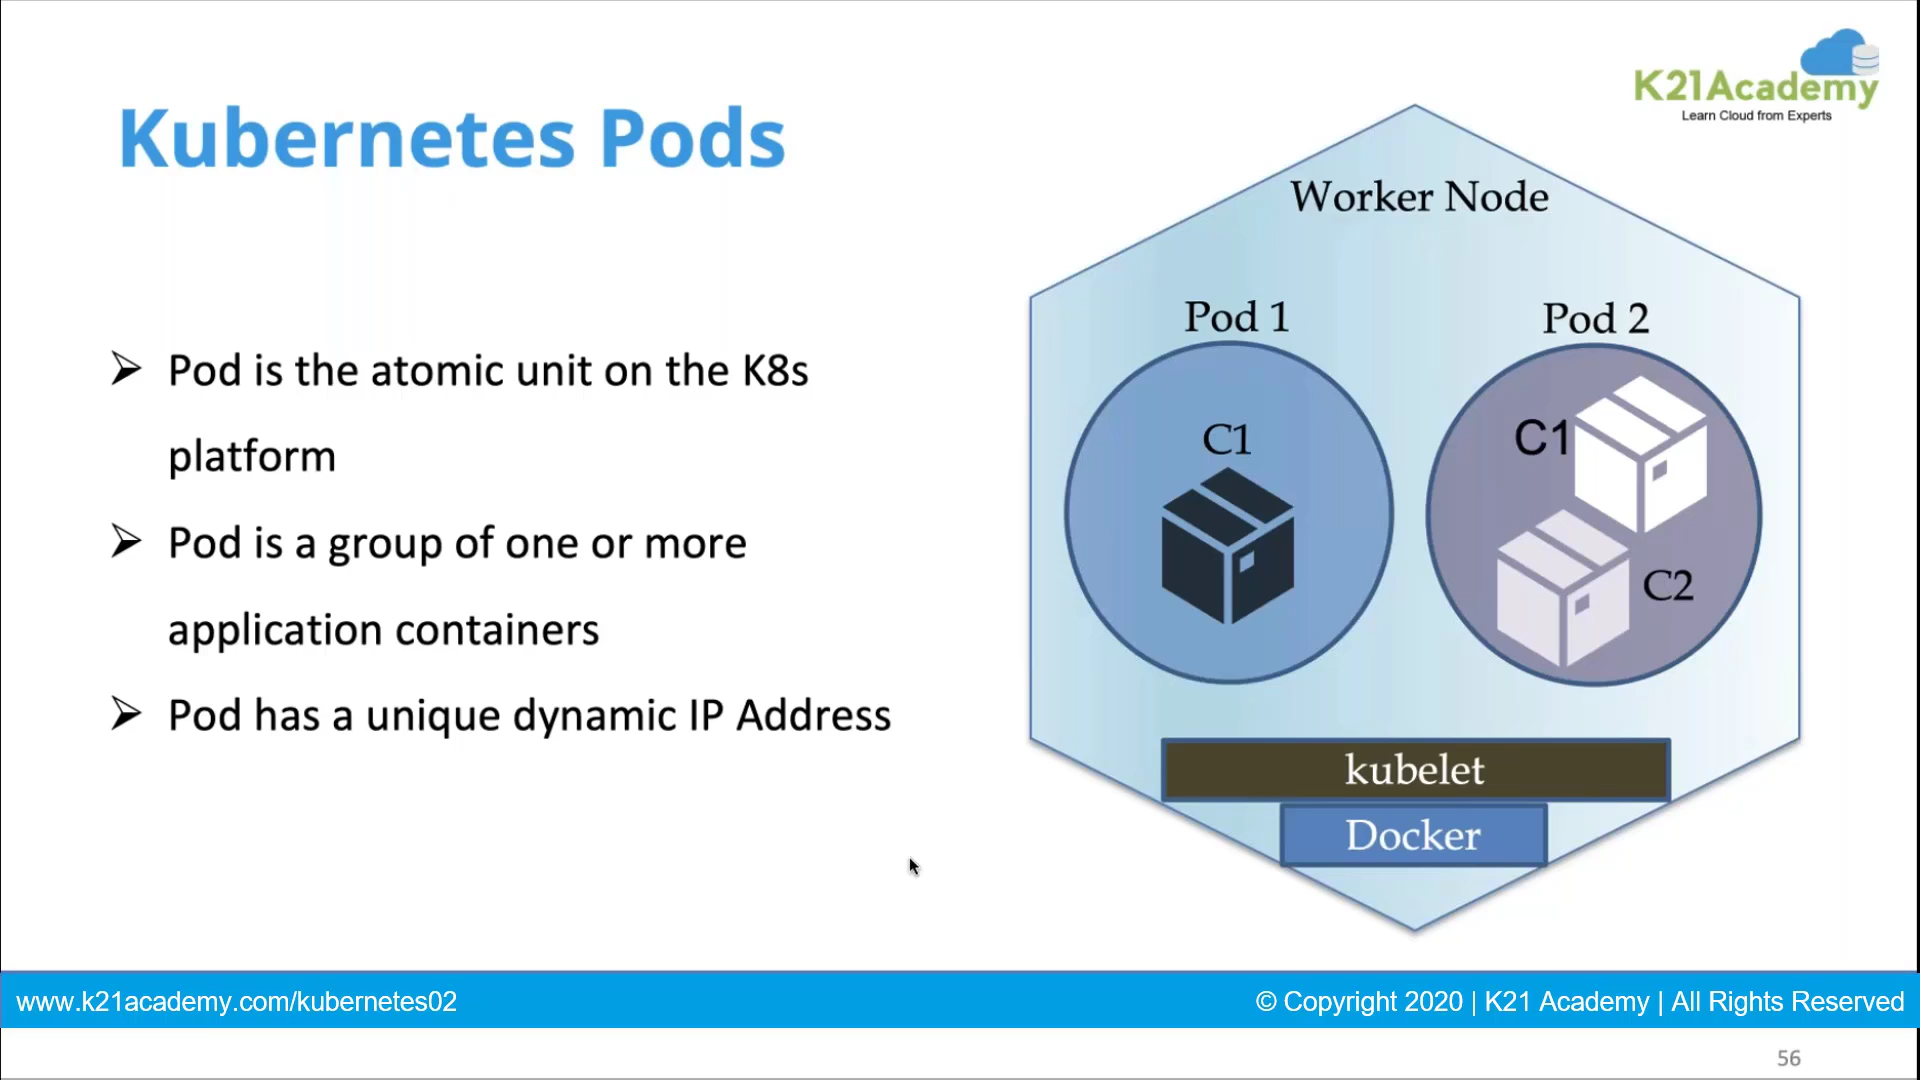 K21Academy
Learn Cloud from Experts
Kubernetes Pods
➢ Pod is the atomic unit on the K8s
platform
➢ Pod is a group of one or more
application containers
➢ Pod has a unique dynamic IP Address
Worker Node
Pod 1
Pod 2
C1
C1
C2
kubelet
Docker
www.k21academy.com/kubernetes02
© Copyright 2020 | K21 Academy | All Rights Reserved
56